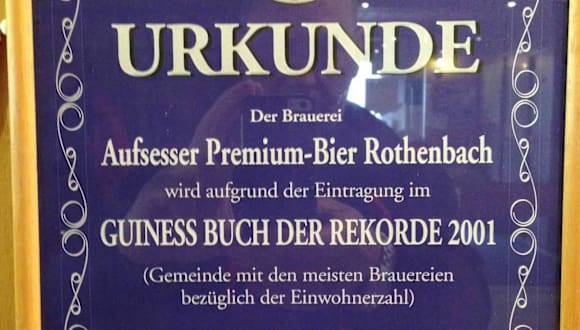 URKUNDE
Der Brauerei
Aufsesser Premium-Bier Rothenbach
wird aufgrund der Eintragung im
GUINESS BUCH DER REKORDE 2001
(Gemeinde mit den meisten Brauereien
bezüglich der Einwohnerzahl)